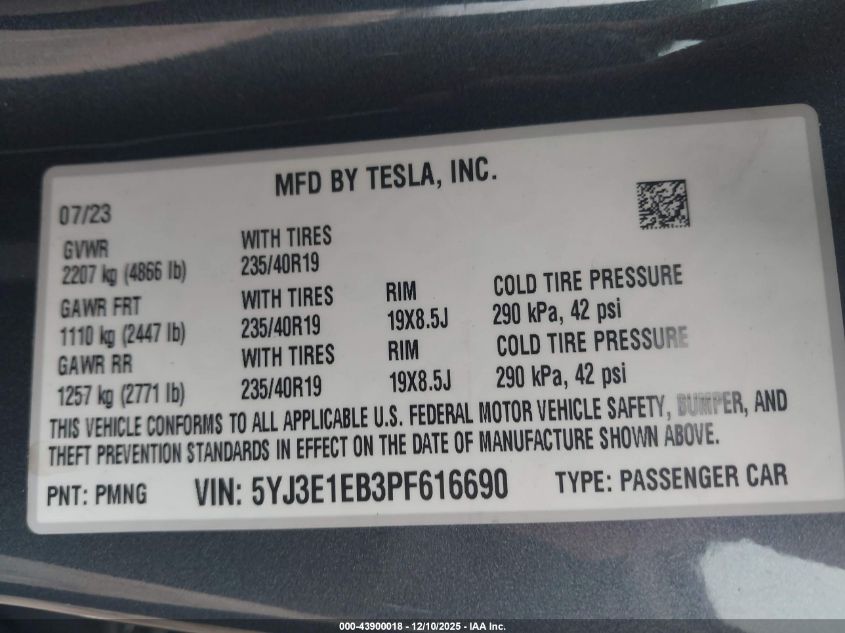 MFD BY TESLA, INC.
07/23
GVWR WITH TIRES
2207 kg (4866 lb) 235/40R19
GAWR FRT WITH TIRES RIM COLD TIRE PRESSURE
1110 kg (2447 lb) 235/40R19 19X8.5J 290 kPa, 42 psi
GAWR RR WITH TIRES RIM COLD TIRE PRESSURE
1257 kg (2771 lb) 235/40R19 19X8.5J 290 kPa, 42 psi
THIS VEHICLE CONFORMS TO ALL APPLICABLE U.S. FEDERAL MOTOR VEHICLE SAFETY, BUMPER, AND
THEFT PREVENTION STANDARDS IN EFFECT ON THE DATE OF MANUFACTURE SHOWN ABOVE.
PNT: PMNG VIN: 5YJ3E1EB3PF616690 TYPE: PASSENGER CAR
000-43900018 - 12/10/2025 - IAA Inc.